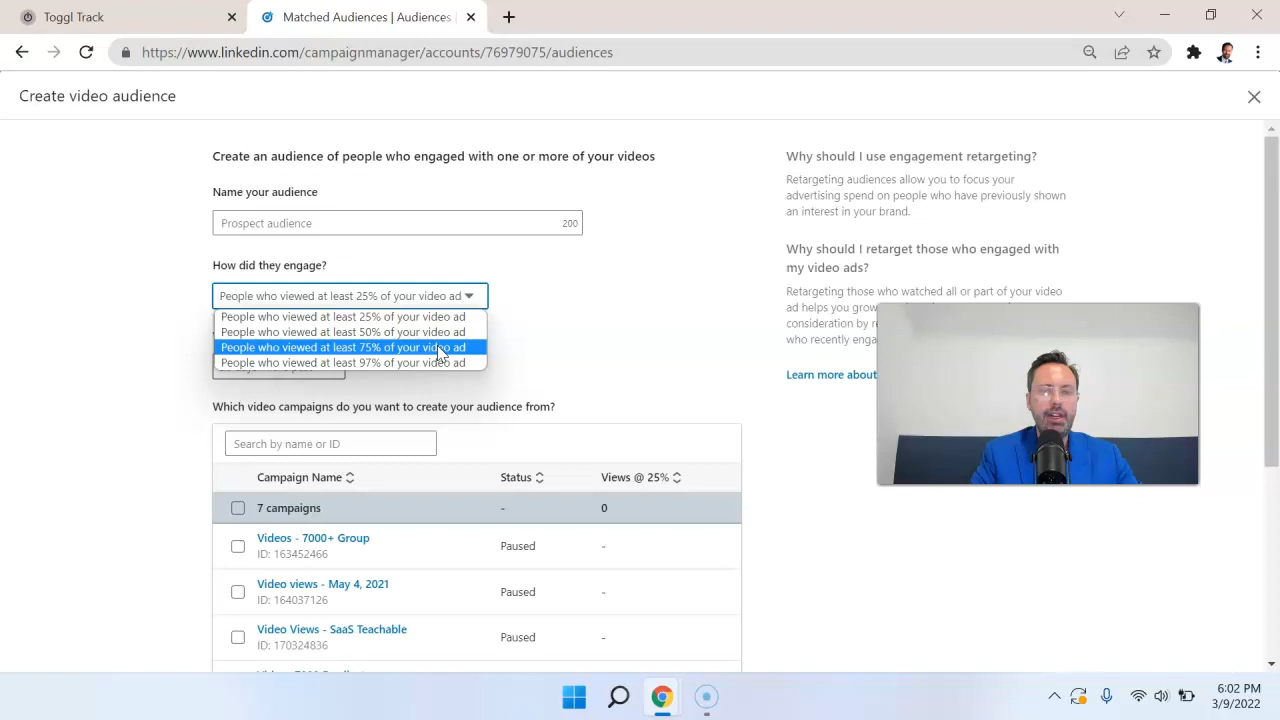 Toggl Track
Matched Audiences | Audiences |
https://www.linkedin.com/campaignmanager/accounts/76979075/audiences
Create video audience
Create an audience of people who engaged with one or more of your videos
Name your audience
Prospect audience 200
How did they engage?
People who viewed at least 25% of your video ad
People who viewed at least 25% of your video ad
People who viewed at least 50% of your video ad
People who viewed at least 75% of your video ad
People who viewed at least 97% of your video ad
Which video campaigns do you want to create your audience from?
Search by name or ID
Campaign Name Status Views @ 25%
7 campaigns - 0
Videos - 7000+ Group
ID: 163452466
Paused -
Video views - May 4, 2021
ID: 164037126
Paused -
Video Views - SaaS Teachable
ID: 170324836
Paused -
Why should I use engagement retargeting?
Retargeting audiences allow you to focus your
advertising spend on people who have previously shown
an interest in your brand.
Why should I retarget those who engaged with
my video ads?
Retargeting those who watched all or part of your video
ad helps you grow
consideration by r
who recently enga
Learn more about
6:02 PM
3/9/2022